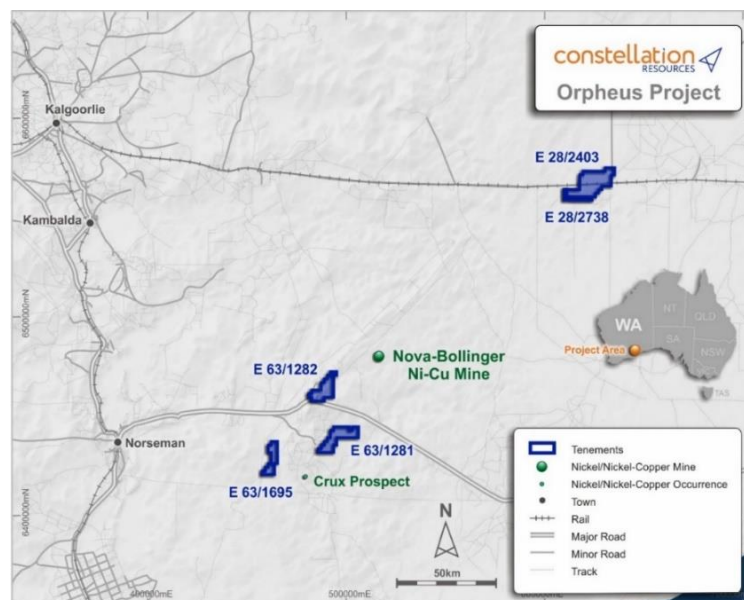 constellation
RESOURCES
Orpheus Project
Kalgoorlie
6600000mN
E 28/2403
Kambalda
E 28/2738
6500000mN
NT
QLD
WA
SA
NSW
Project Area
TAS
Nova-Bollinger
Ni-Cu Mine
E 63/1282
Norseman
E 63/1281
Crux Prospect
E 63/1695
6400000mN
N
50km
400000mE
500000mE
Tenements
Nickel/Nickel-Copper Mine
Nickel/Nickel-Copper Occurrence
Town
Rail
Major Road
Minor Road
Track